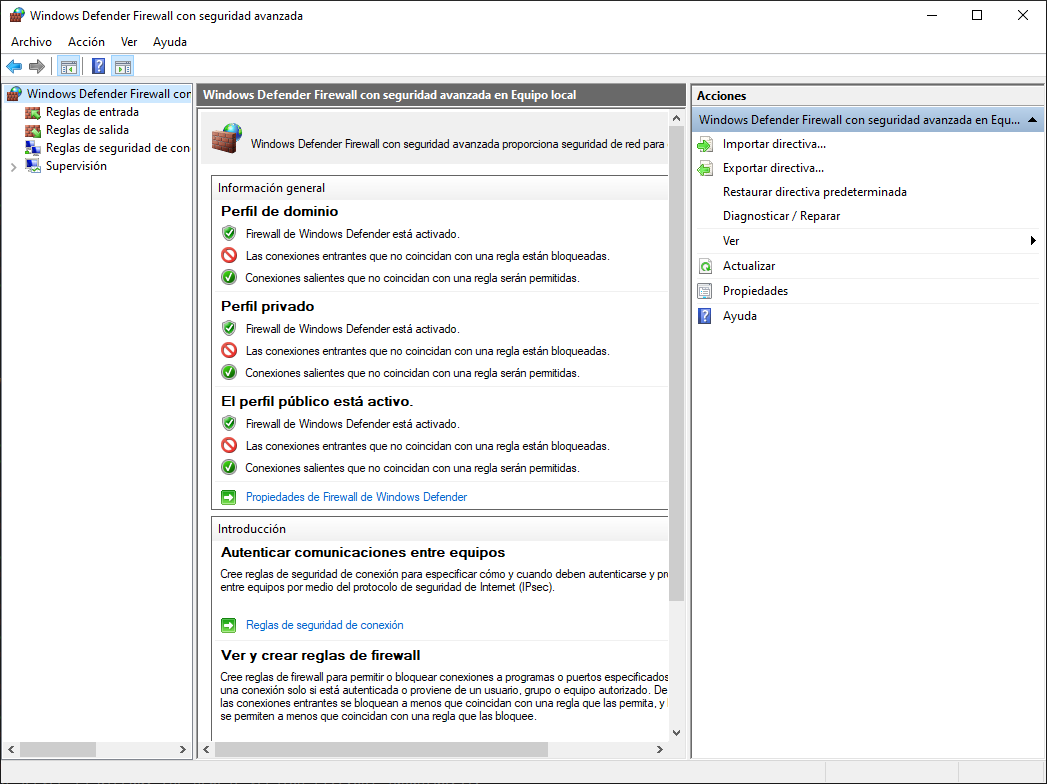 Windows Defender Firewall con seguridad avanzada
Archivo Acción Ver Ayuda
Windows Defender Firewall con
Reglas de entrada
Reglas de salida
Reglas de seguridad de con
Supervisión
Windows Defender Firewall con seguridad avanzada en Equipo local
Windows Defender Firewall con seguridad avanzada proporciona seguridad de red para
Información general
Perfil de dominio
Firewall de Windows Defender está activado.
Las conexiones entrantes que no coincidan con una regla están bloqueadas.
Conexiones salientes que no coincidan con una regla serán permitidas.
Perfil privado
Firewall de Windows Defender está activado.
Las conexiones entrantes que no coincidan con una regla están bloqueadas.
Conexiones salientes que no coincidan con una regla serán permitidas.
El perfil público está activo.
Firewall de Windows Defender está activado.
Las conexiones entrantes que no coincidan con una regla están bloqueadas.
Conexiones salientes que no coincidan con una regla serán permitidas.
Propiedades de Firewall de Windows Defender
Introducción
Autenticar comunicaciones entre equipos
Cree reglas de seguridad de conexión para especificar cómo y cuando deben autenticarse y pr
entre equipos por medio del protocolo de seguridad de Internet (IPsec).
Reglas de seguridad de conexión
Ver y crear reglas de firewall
Cree reglas de firewall para permitir o bloquear conexiones a programas o puertos especificados
una conexión solo si está autenticada o proviene de un usuario, grupo o equipo autorizado. De
las conexiones entrantes se bloquean a menos que coincidan con una regla que las permita, y
se permiten a menos que coincidan con una regla que las bloquee.
Acciones
Windows Defender Firewall con seguridad avanzada en Equ...
Importar directiva...
Exportar directiva...
Restaurar directiva predeterminada
Diagnosticar / Reparar
Ver
Actualizar
Propiedades
Ayuda